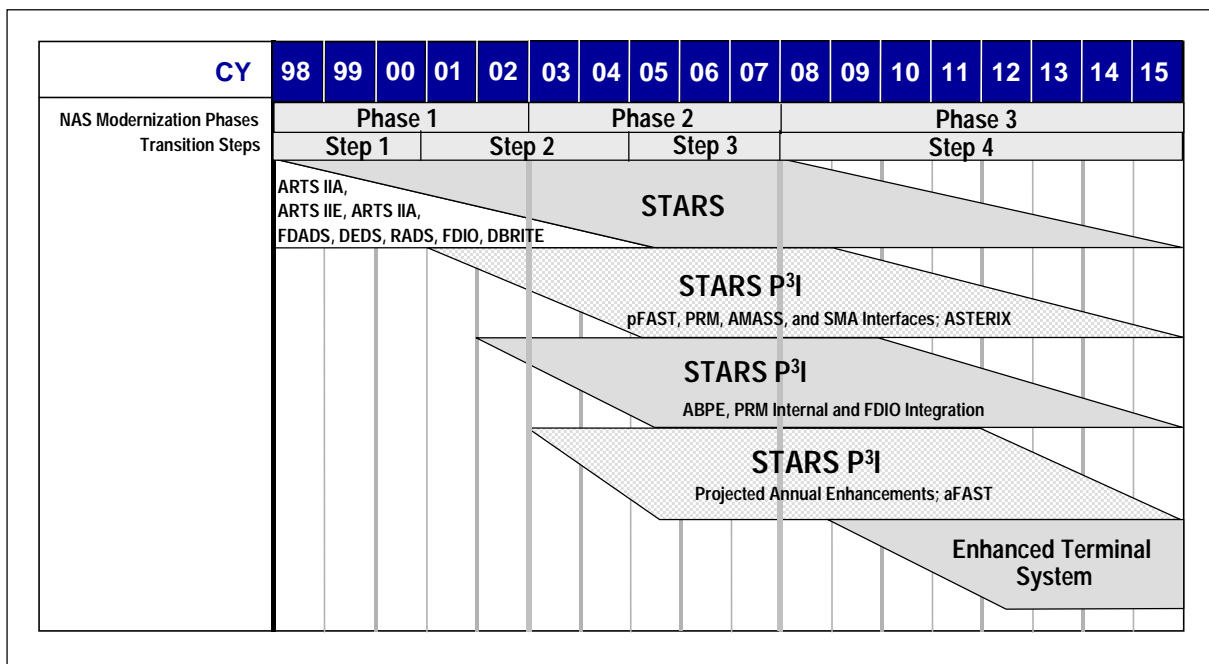 CY 98 99 00 01 02 03 04 05 06 07 08 09 10 11 12 13 14 15
NAS Modernization Phases Phase 1 Phase 2 Phase 3
Transition Steps Step 1 Step 2 Step 3 Step 4
ARTS IIA,
ARTS IIE, ARTS IIA,
FDADS, DEDS, RADS, FDIO, DBRITE
STARS
STARS P³I
pFAST, PRM, AMASS, and SMA Interfaces; ASTERIX
STARS P³I
ABPE, PRM Internal and FDIO Integration
STARS P³I
Projected Annual Enhancements; aFAST
Enhanced Terminal
System